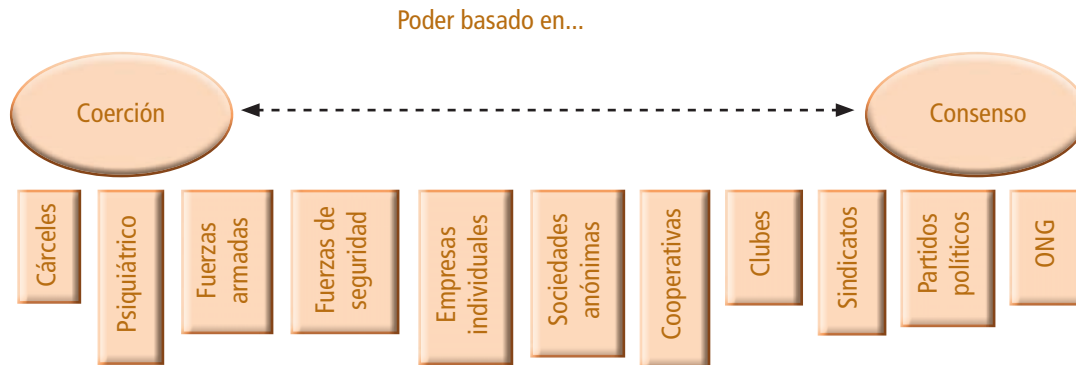 Poder basado en...
Coerción
Consenso
Cárceles
Psiquiátrico
Fuerzas
armadas
Fuerzas de
seguridad
Empresas
individuales
Sociedades
anónimas
Cooperativas
Clubes
Sindicatos
Partidos
políticos
ONG